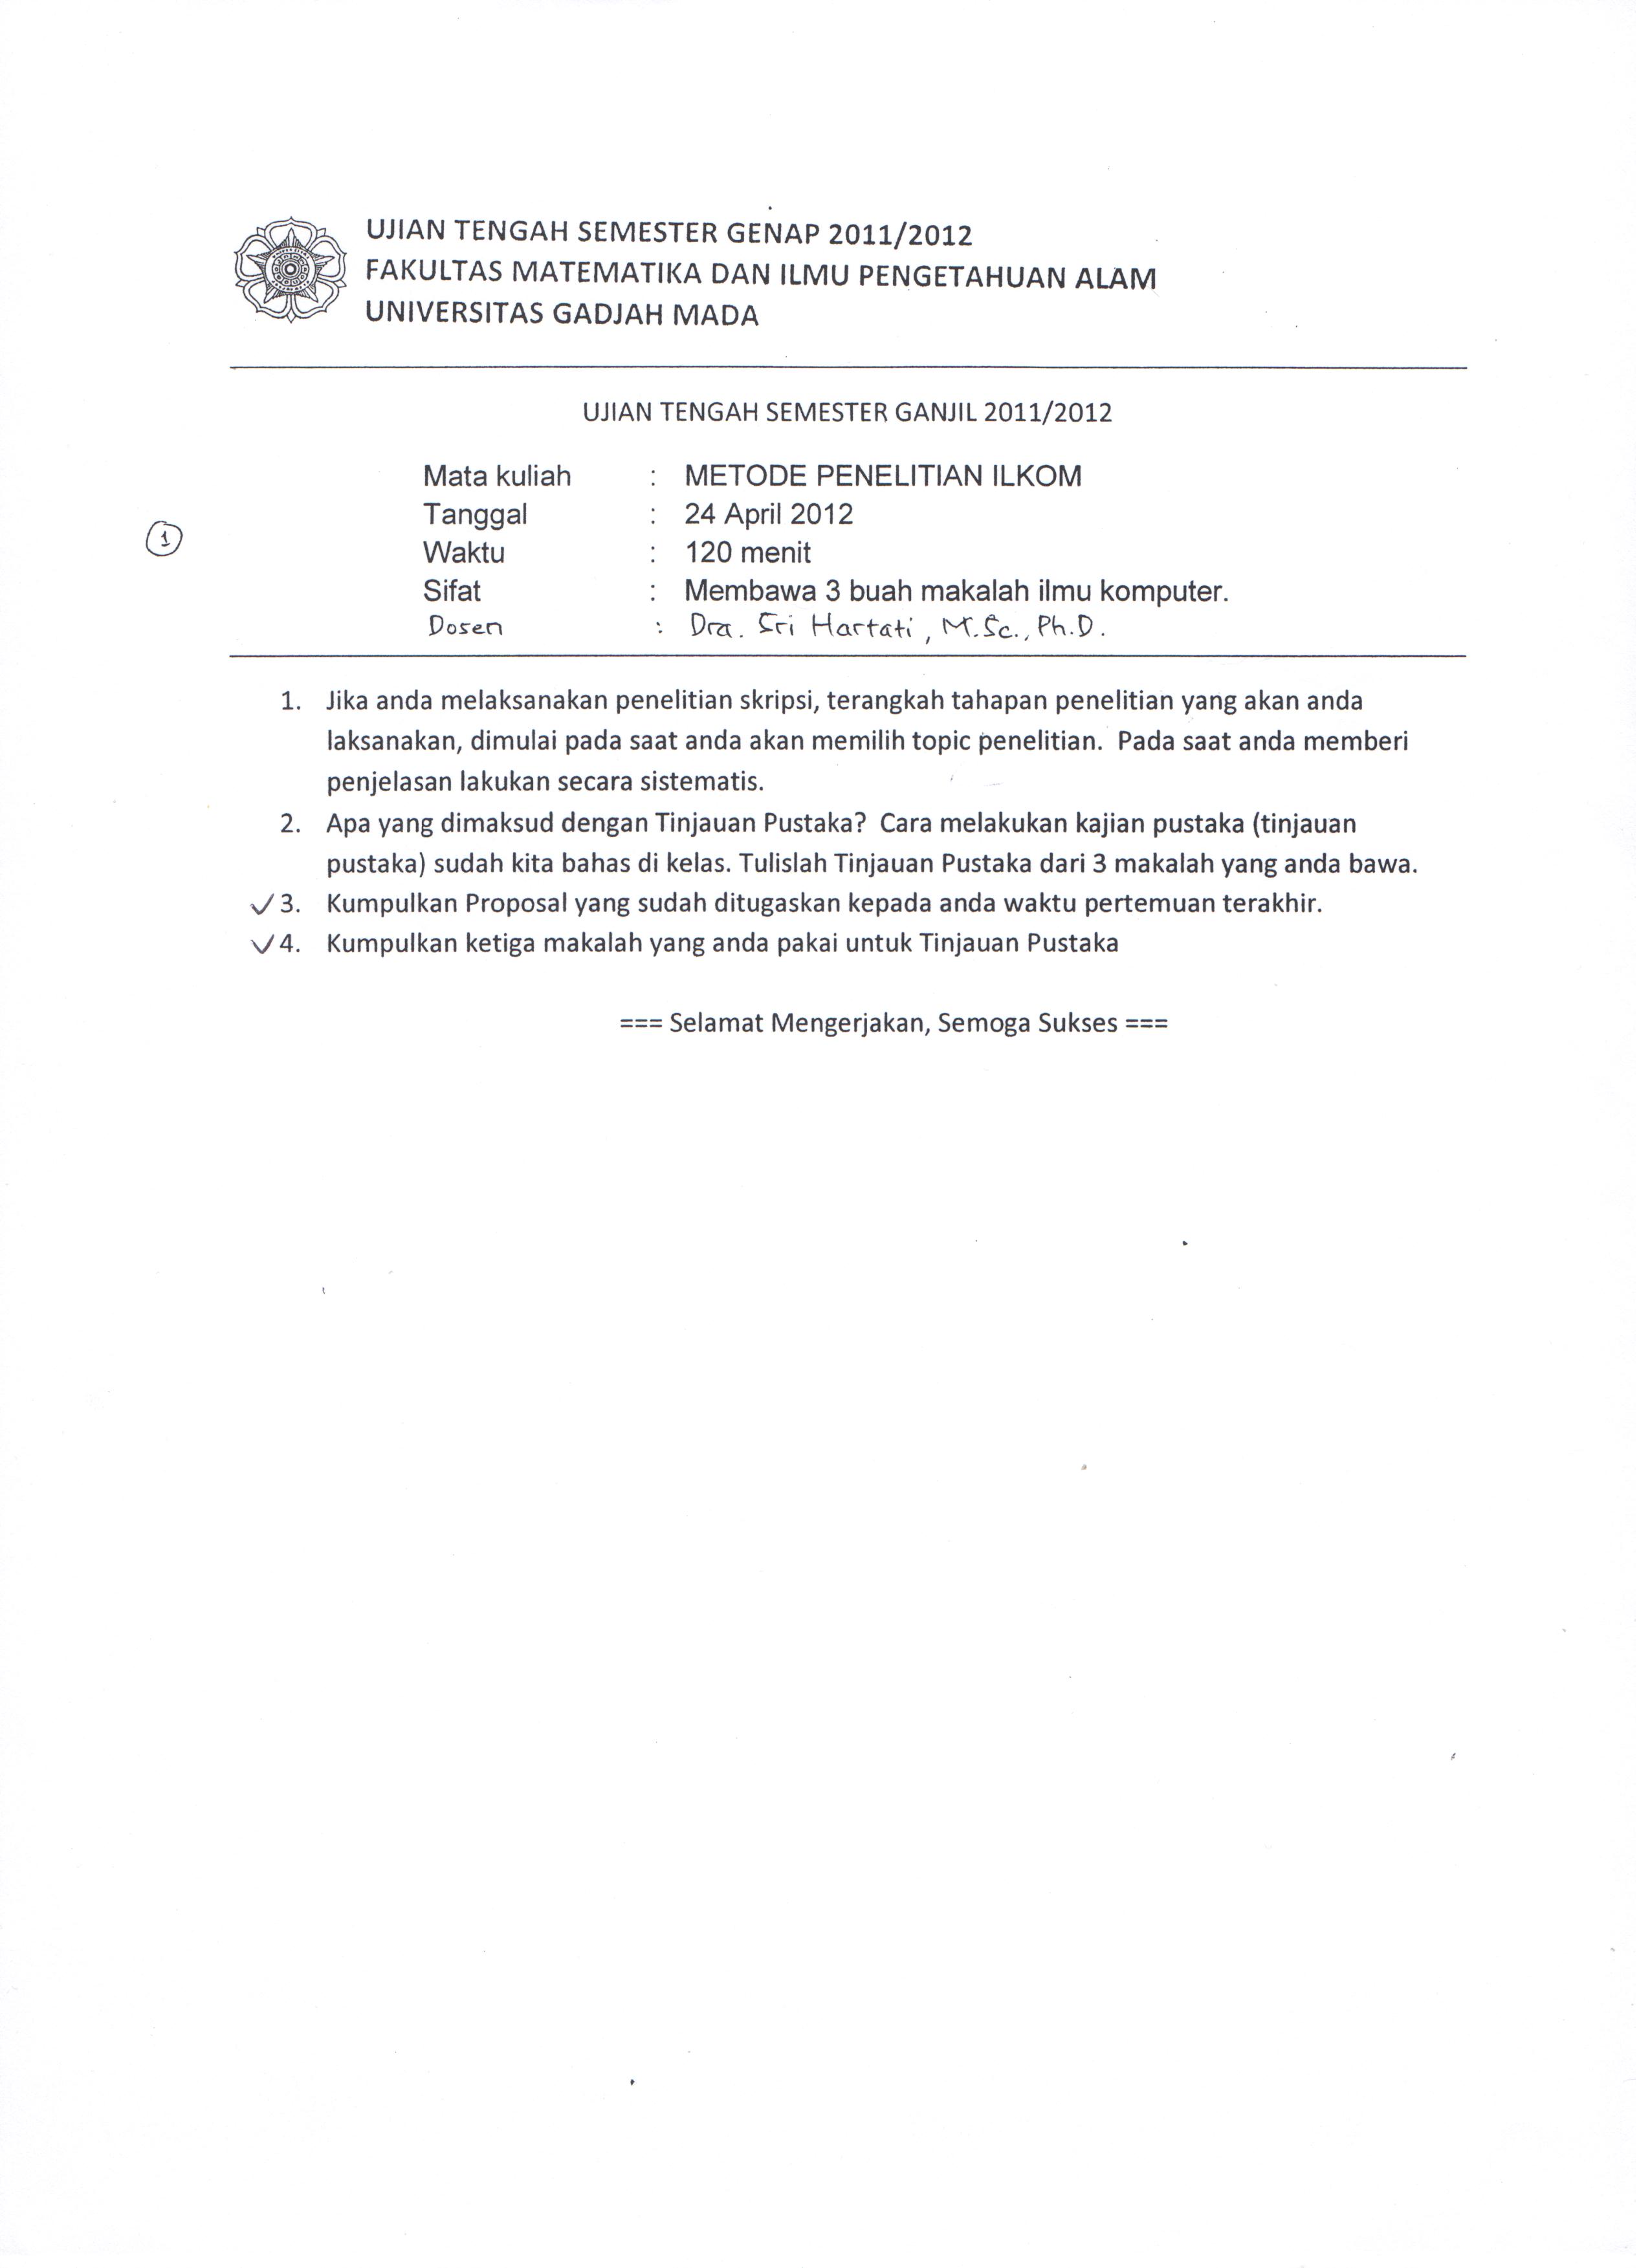 UJIAN TENGAH SEMESTER GENAP 2011/2012
FAKULTAS MATEMATIKA DAN ILMU PENGETAHUAN ALAM
UNIVERSITAS GADJAH MADA
UJIAN TENGAH SEMESTER GANJIL 2011/2012
Mata kuliah : METODE PENELITIAN ILKOM
Tanggal : 24 April 2012
1
Waktu : 120 menit
Sifat : Membawa 3 buah makalah ilmu komputer.
Dosen : Dra. Sri Hartati, M.Sc., Ph.D.
1. Jika anda melaksanakan penelitian skripsi, terangkah tahapan penelitian yang akan anda
laksanakan, dimulai pada saat anda akan memilih topic penelitian. Pada saat anda memberi
penjelasan lakukan secara sistematis.
2. Apa yang dimaksud dengan Tinjauan Pustaka? Cara melakukan kajian pustaka (tinjauan
pustaka) sudah kita bahas di kelas. Tulislah Tinjauan Pustaka dari 3 makalah yang anda bawa.
✓ 3. Kumpulkan Proposal yang sudah ditugaskan kepada anda waktu pertemuan terakhir.
✓ 4. Kumpulkan ketiga makalah yang anda pakai untuk Tinjauan Pustaka
=== Selamat Mengerjakan, Semoga Sukses ===